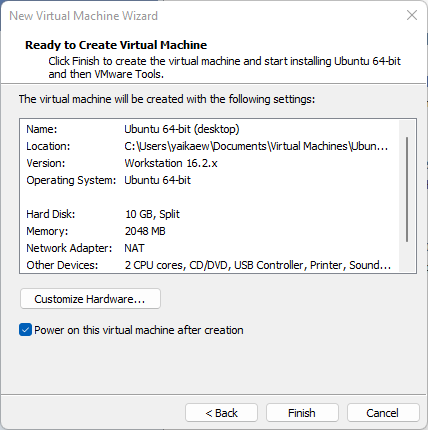 New Virtual Machine Wizard
Ready to Create Virtual Machine
Click Finish to create the virtual machine and start installing Ubuntu 64-bit
and then VMware Tools.
The virtual machine will be created with the following settings:
Name: Ubuntu 64-bit (desktop)
Location: C:\Users\yaikaew\Documents\Virtual Machines\Ubun...
Version: Workstation 16.2.x
Operating System: Ubuntu 64-bit
Hard Disk: 10 GB, Split
Memory: 2048 MB
Network Adapter: NAT
Other Devices: 2 CPU cores, CD/DVD, USB Controller, Printer, Sound...
Customize Hardware...
Power on this virtual machine after creation
< Back Finish Cancel